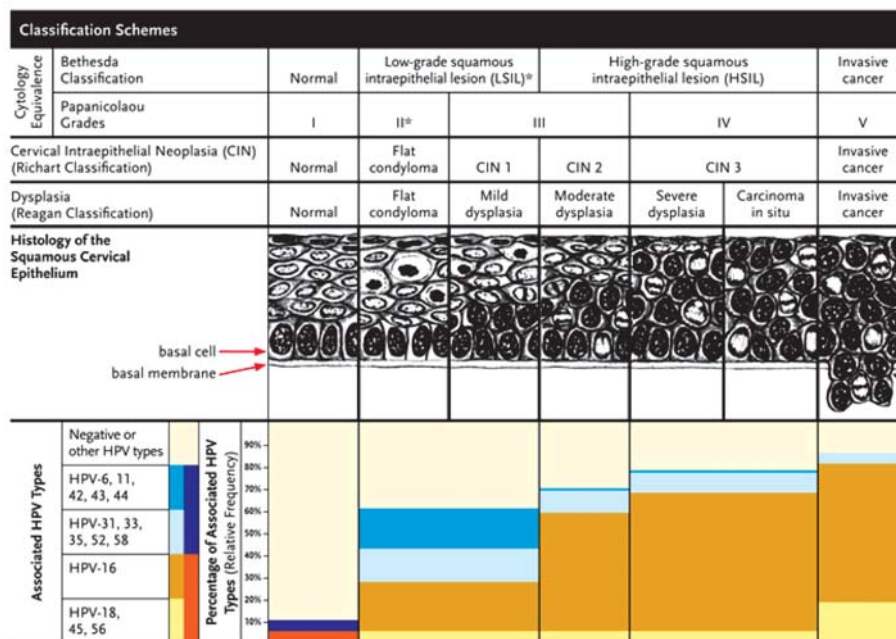 Classification Schemes
Cytology
Equivalence
Bethesda
Classification
Normal
Low-grade squamous
intraepithelial lesion (LSIL)*
High-grade squamous
intraepithelial lesion (HSIL)
Invasive
cancer
Papanicolaou
Grades
I
II*
III
IV
V
Cervical Intraepithelial Neoplasia (CIN)
(Richart Classification)
Normal
Flat
condyloma
CIN 1
CIN 2
CIN 3
Invasive
cancer
Dysplasia
(Reagan Classification)
Normal
Flat
condyloma
Mild
dysplasia
Moderate
dysplasia
Severe
dysplasia
Carcinoma
in situ
Invasive
cancer
Histology of the
Squamous Cervical
Epithelium
basal cell
basal membrane
Associated HPV Types
Negative or
other HPV types
HPV-6, 11,
42, 43, 44
HPV-31, 33,
35, 52, 58
HPV-16
HPV-18,
45, 56
Percentage of Associated HPV
Types (Relative Frequency)
90%
80%
70%
60%
50%
40%
30%
20%
10%